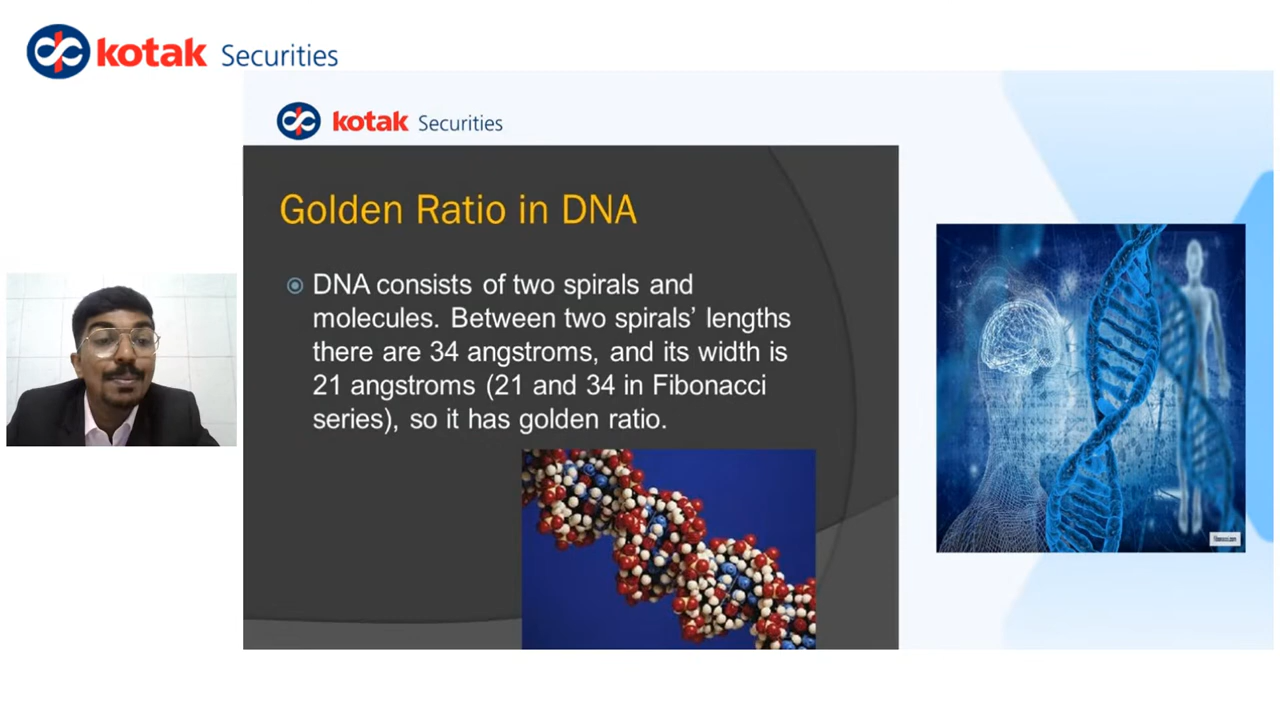 kotak Securities
kotak Securities
Golden Ratio in DNA
DNA consists of two spirals and
molecules. Between two spirals’ lengths
there are 34 angstroms, and its width is
21 angstroms (21 and 34 in Fibonacci
series), so it has golden ratio.